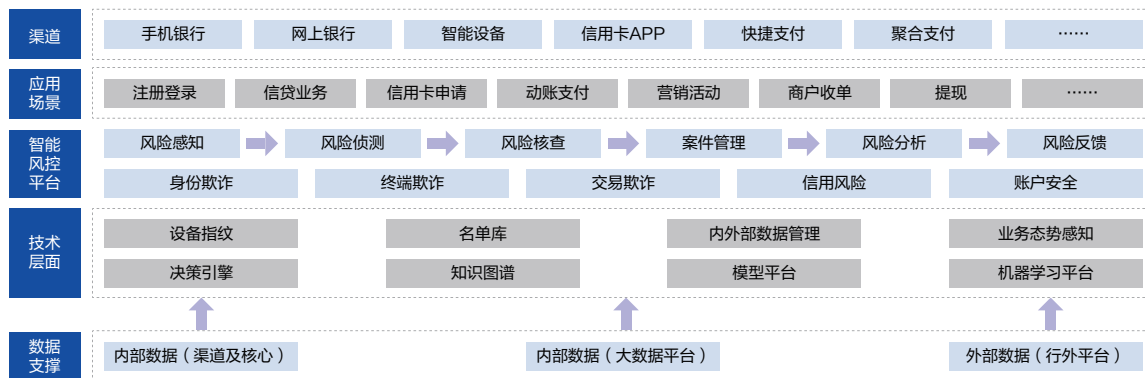 渠道
手机银行
网上银行
智能设备
信用卡APP
快捷支付
聚合支付
……
应用
场景
注册登录
信贷业务
信用卡申请
动账支付
营销活动
商户收单
提现
……
智能
风控
平台
风险感知
风险侦测
风险核查
案件管理
风险分析
风险反馈
身份欺诈
终端欺诈
交易欺诈
信用风险
账户安全
技术
层面
设备指纹
名单库
内外部数据管理
业务态势感知
决策引擎
知识图谱
模型平台
机器学习平台
数据
支撑
内部数据（渠道及核心）
内部数据（大数据平台）
外部数据（行外平台）